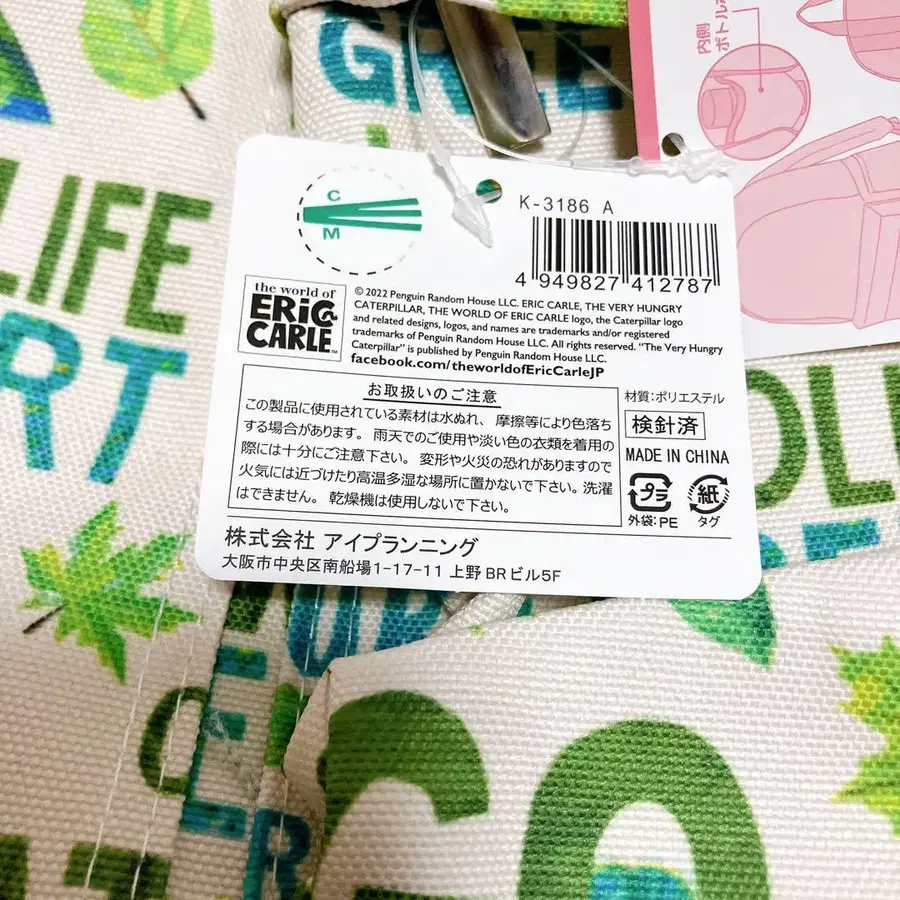 GREE
LIFE
内側
C
M
K-3186 A
4 949827 412787
the world of
ERiC
CARLE™
© 2022 Penguin Random House LLC. ERIC CARLE, THE VERY HUNGRY
CATERPILLAR, THE WORLD OF ERIC CARLE logo, the Caterpillar logo
and related designs, logos, and names are trademarks and/or registered
trademarks of Penguin Random House LLC. All rights reserved. "The Very Hungry
Caterpillar" is published by Penguin Random House LLC.
facebook.com/theworldofEricCarleJP
お取扱いのご注意
この製品に使用されている素材は水ぬれ、摩擦等により色落ち
する場合があります。雨天でのご使用や淡い色の衣類を着用の
際には十分にご注意下さい。変形や火災の恐れがありますので
火気には近づけたり高温多湿な場所に置かないで下さい。洗濯
はできません。乾燥機は使用しないで下さい。
材質:ポリエステル
検針済
MADE IN CHINA
プラ
紙
外袋:PE
タグ
株式会社 アイプランニング
大阪市中央区南船場1-17-11 上野BRビル5F
RT
GO